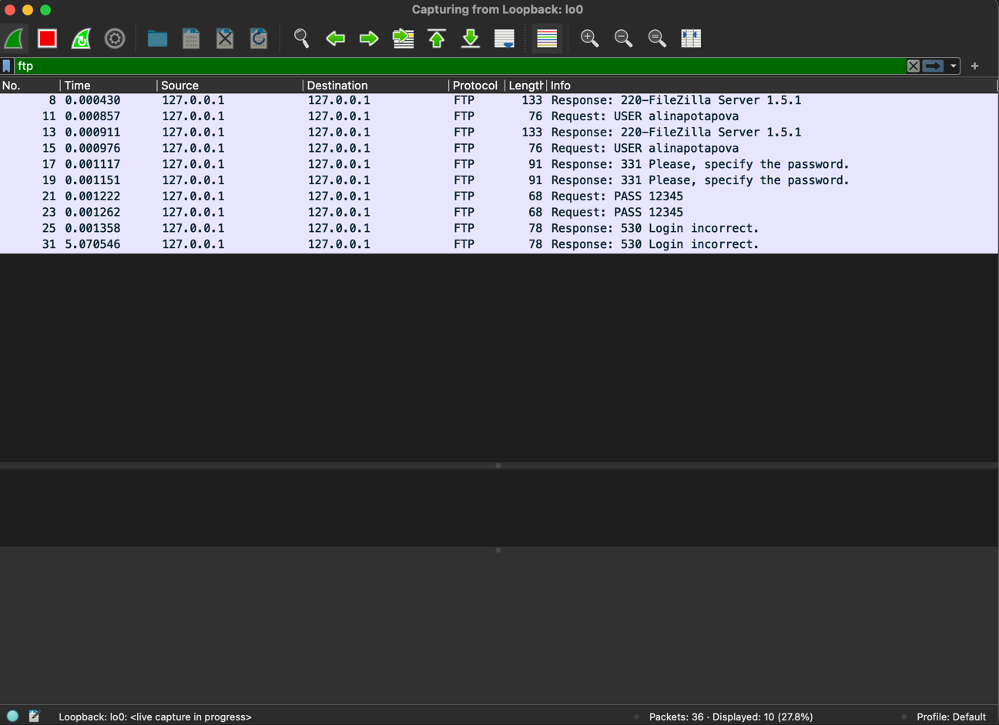 Capturing from Loopback: lo0
ftp
No. Time Source Destination Protocol Length Info
8 0.000430 127.0.0.1 127.0.0.1 FTP 133 Response: 220-FileZilla Server 1.5.1
11 0.000857 127.0.0.1 127.0.0.1 FTP 76 Request: USER alinapotapova
13 0.000911 127.0.0.1 127.0.0.1 FTP 133 Response: 220-FileZilla Server 1.5.1
15 0.000976 127.0.0.1 127.0.0.1 FTP 76 Request: USER alinapotapova
17 0.001117 127.0.0.1 127.0.0.1 FTP 91 Response: 331 Please, specify the password.
19 0.001151 127.0.0.1 127.0.0.1 FTP 91 Response: 331 Please, specify the password.
21 0.001222 127.0.0.1 127.0.0.1 FTP 68 Request: PASS 12345
23 0.001262 127.0.0.1 127.0.0.1 FTP 68 Request: PASS 12345
25 0.001358 127.0.0.1 127.0.0.1 FTP 78 Response: 530 Login incorrect.
31 5.070546 127.0.0.1 127.0.0.1 FTP 78 Response: 530 Login incorrect.
Loopback: lo0: <live capture in progress> Packets: 36 · Displayed: 10 (27.8%) Profile: Default